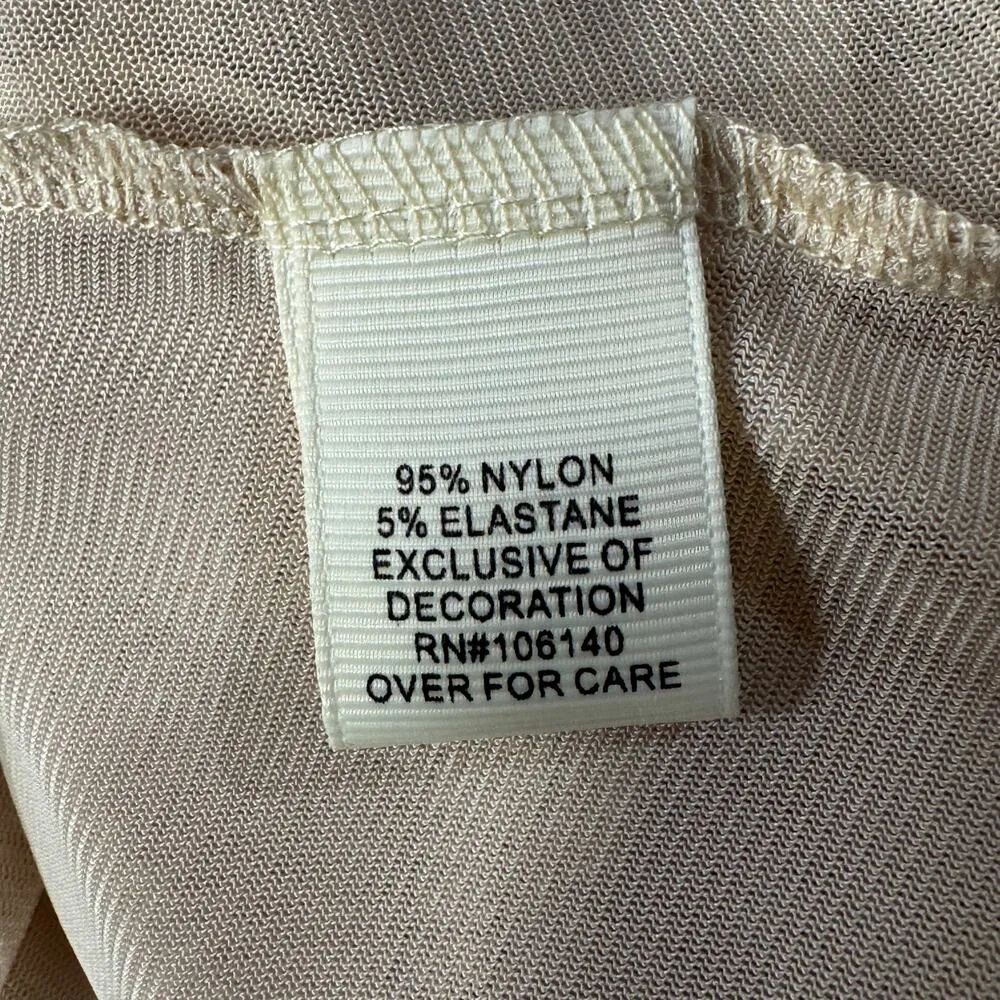 95% NYLON
5% ELASTANE
EXCLUSIVE OF
DECORATION
RN#106140
OVER FOR CARE